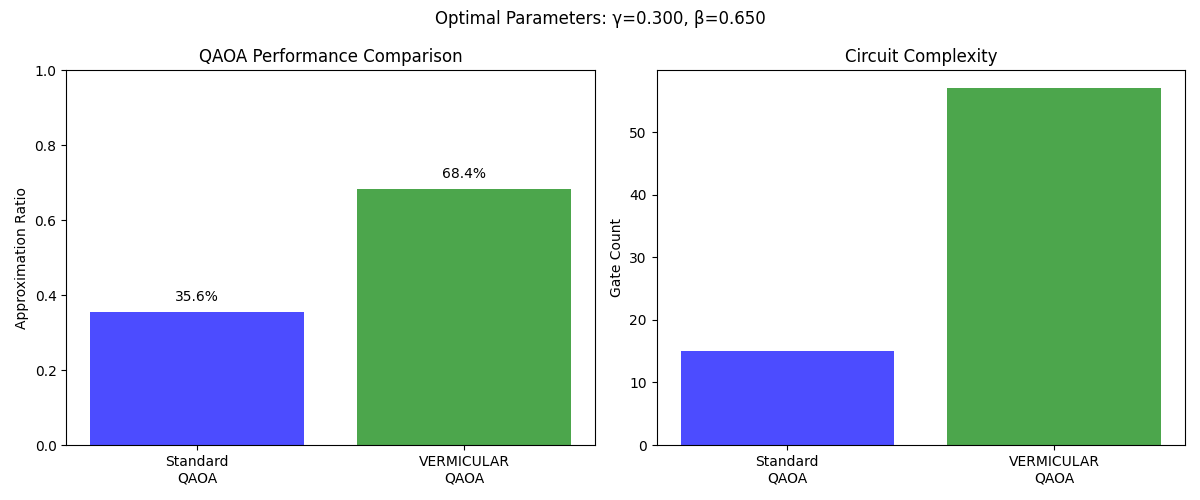 Optimal Parameters: γ=0.300, β=0.650
QAOA Performance Comparison
Approximation Ratio
1.0
0.8
0.6
0.4
0.2
0.0
35.6%
68.4%
Standard
QAOA
VERMICULAR
QAOA
Circuit Complexity
Gate Count
50
40
30
20
10
0
Standard
QAOA
VERMICULAR
QAOA